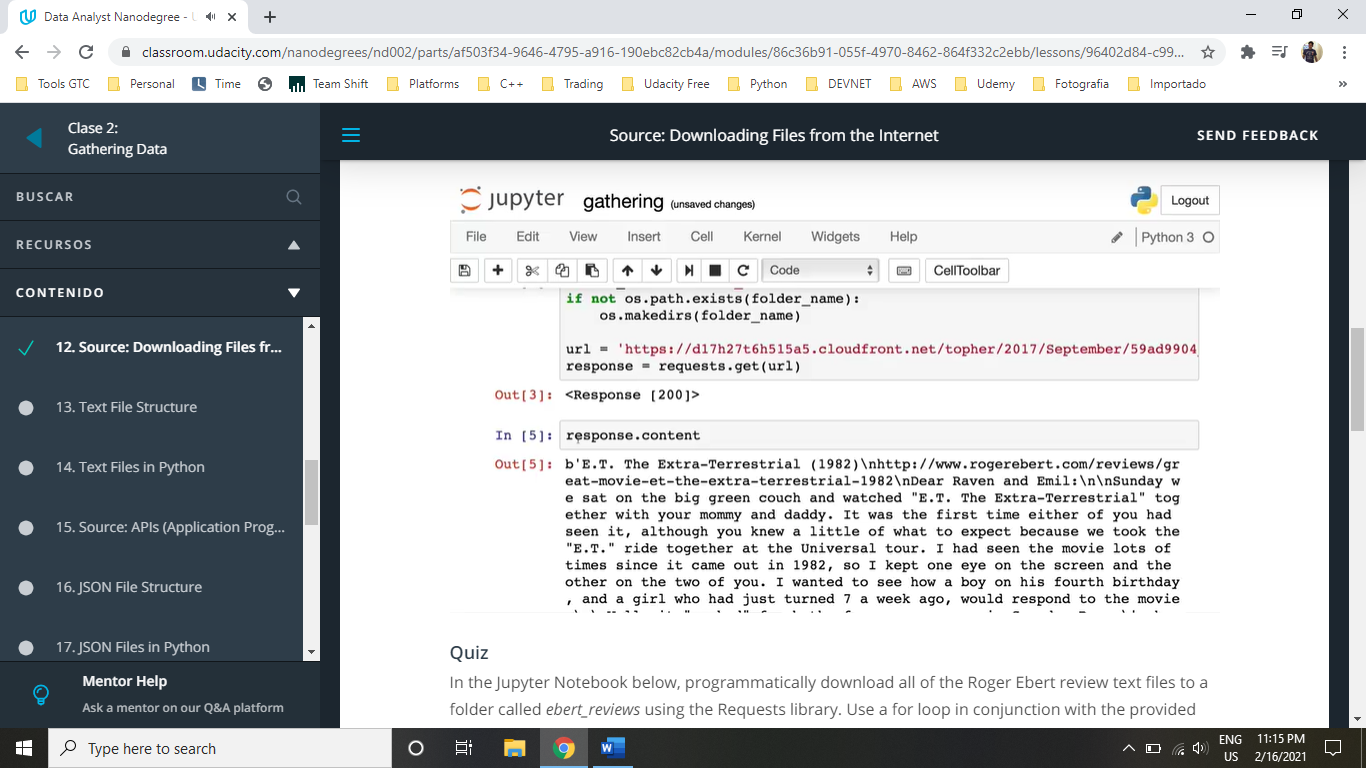 Data Analyst Nanodegree - U
classroom.udacity.com/nanodegrees/nd002/parts/af503f34-9646-4795-a916-190ebc82cb4a/modules/86c36b91-055f-4970-8462-864f332c2ebb/lessons/96402d84-c99...
Tools GTC Personal Time Team Shift Platforms C++ Trading Udacity Free Python DEVNET AWS Udemy Fotografia Importado »
Clase 2:
Gathering Data
Source: Downloading Files from the Internet
SEND FEEDBACK
BUSCAR
RECURSOS
CONTENIDO
12. Source: Downloading Files fr...
13. Text File Structure
14. Text Files in Python
15. Source: APIs (Application Prog...
16. JSON File Structure
17. JSON Files in Python
Mentor Help
Ask a mentor on our Q&A platform
jupyter gathering (unsaved changes)
Logout
File Edit View Insert Cell Kernel Widgets Help
Python 3
Code
CellToolbar
if not os.path.exists(folder_name):
os.makedirs(folder_name)
url = 'https://d17h27t6h515a5.cloudfront.net/topher/2017/September/59ad9904_
response = requests.get(url)
Out[3]: <Response [200]>
In [5]: response.content
Out[5]: b'E.T. The Extra-Terrestrial (1982)\nhttp://www.rogerebert.com/reviews/gr
eat-movie-et-the-extra-terrestrial-1982\nDear Raven and Emil:\n\nSunday w
e sat on the big green couch and watched "E.T. The Extra-Terrestrial" tog
ether with your mommy and daddy. It was the first time either of you had
seen it, although you knew a little of what to expect because we took the
"E.T." ride together at the Universal tour. I had seen the movie lots of
times since it came out in 1982, so I kept one eye on the screen and the
other on the two of you. I wanted to see how a boy on his fourth birthday
, and a girl who had just turned 7 a week ago, would respond to the movie
Quiz
In the Jupyter Notebook below, programmatically download all of the Roger Ebert review text files to a
folder called ebert_reviews using the Requests library. Use a for loop in conjunction with the provided
Type here to search
W
ENG
US
11:15 PM
2/16/2021